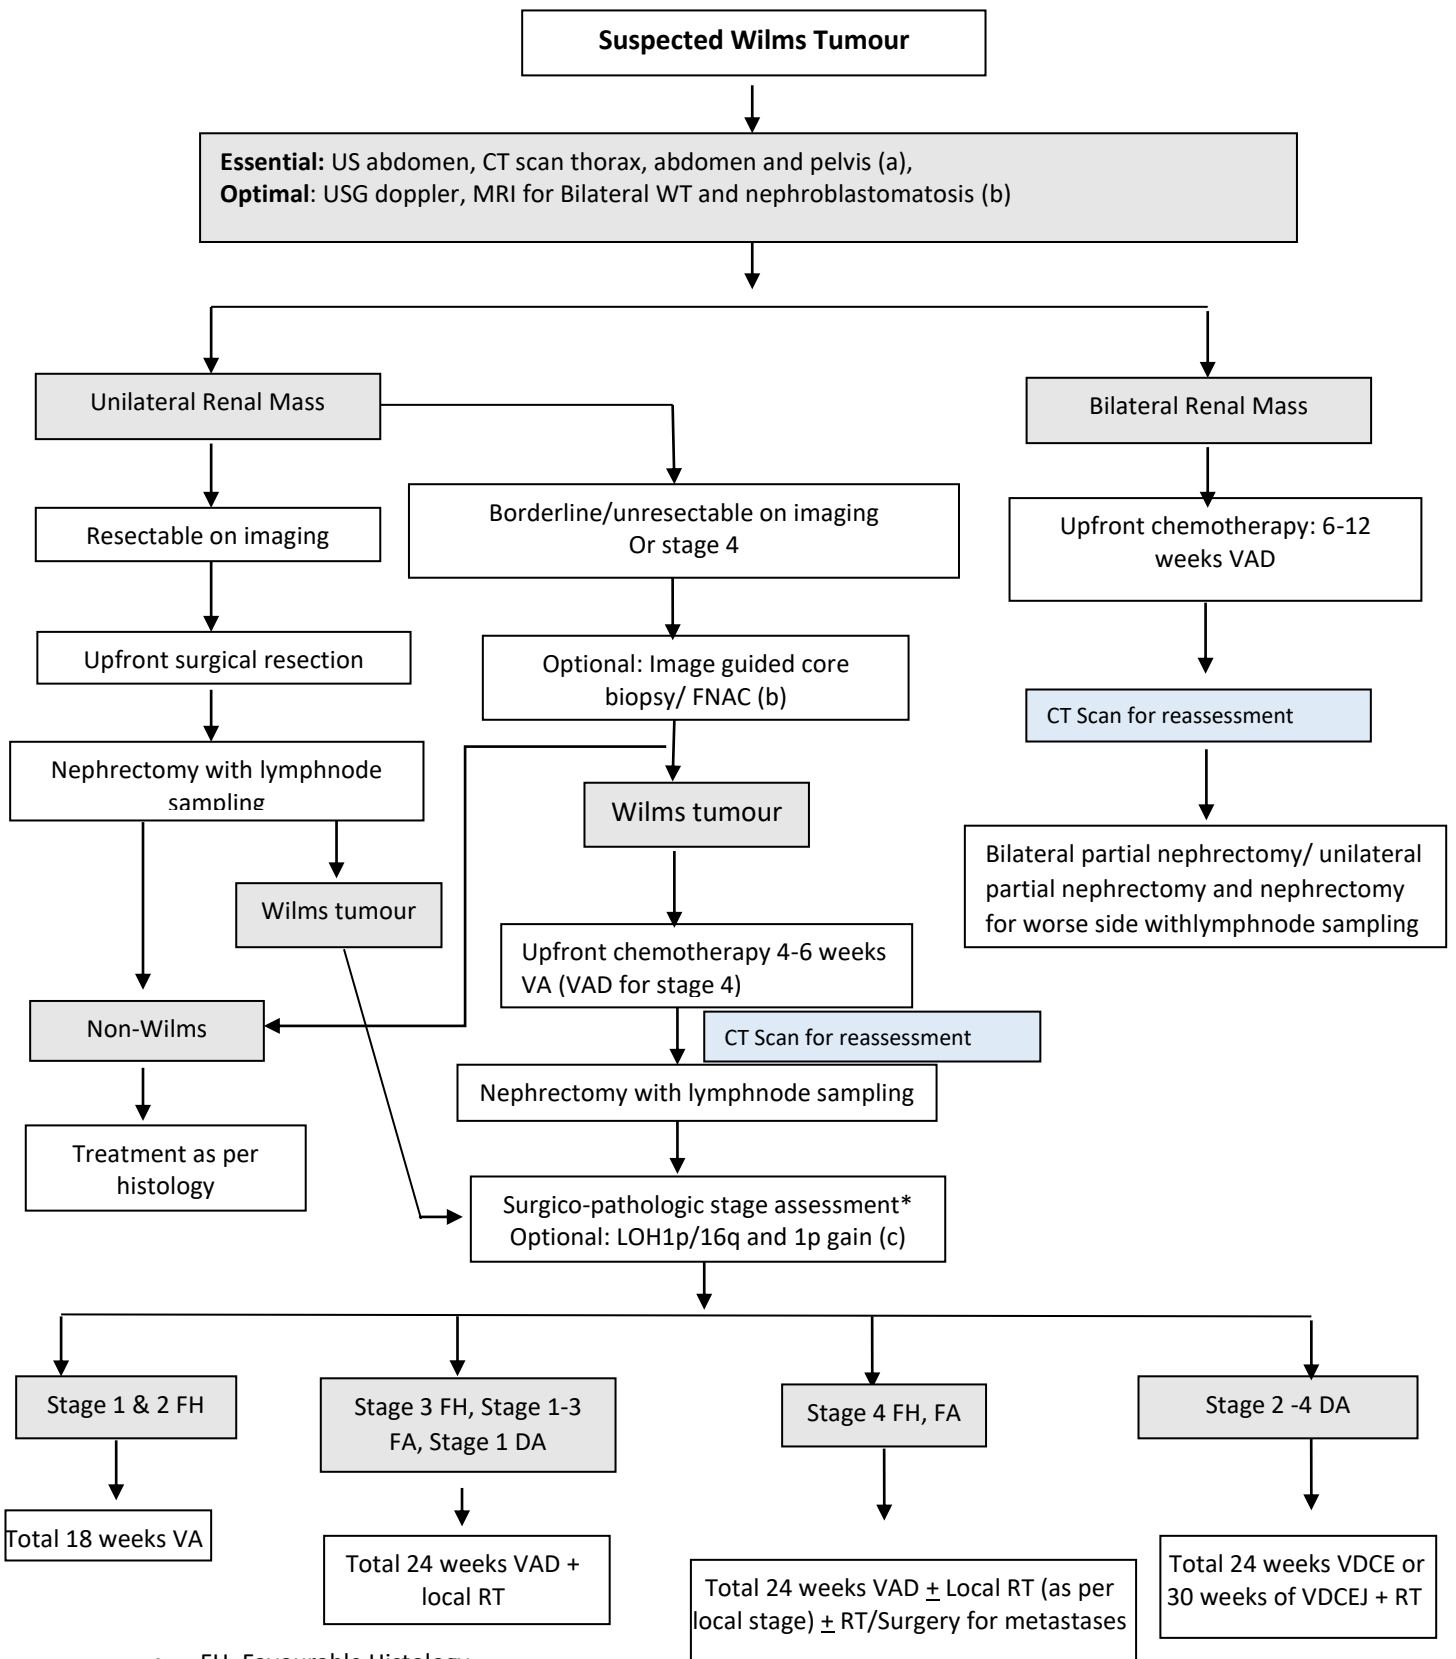 Suspected Wilms Tumour
Essential: US abdomen, CT scan thorax, abdomen and pelvis (a),
Optimal: USG doppler, MRI for Bilateral WT and nephroblastomatosis (b)
Unilateral Renal Mass
Bilateral Renal Mass
Resectable on imaging
Borderline/unresectable on imaging
Or stage 4
Upfront chemotherapy: 6-12
weeks VAD
Upfront surgical resection
Optional: Image guided core
biopsy/ FNAC (b)
CT Scan for reassessment
Nephrectomy with lymphnode
sampling
Wilms tumour
Bilateral partial nephrectomy/ unilateral
partial nephrectomy and nephrectomy
for worse side withlymphnode sampling
Wilms tumour
Upfront chemotherapy 4-6 weeks
VA (VAD for stage 4)
Non-Wilms
CT Scan for reassessment
Nephrectomy with lymphnode sampling
Treatment as per
histology
Surgico-pathologic stage assessment*
Optional: LOH1p/16q and 1p gain (c)
Stage 1 & 2 FH
Stage 3 FH, Stage 1-3
FA, Stage 1 DA
Stage 4 FH, FA
Stage 2 -4 DA
Total 18 weeks VA
Total 24 weeks VAD +
local RT
Total 24 weeks VAD + Local RT (as per
local stage) + RT/Surgery for metastases
Total 24 weeks VDCE or
30 weeks of VDCEJ + RT
FH- Favourable Histology